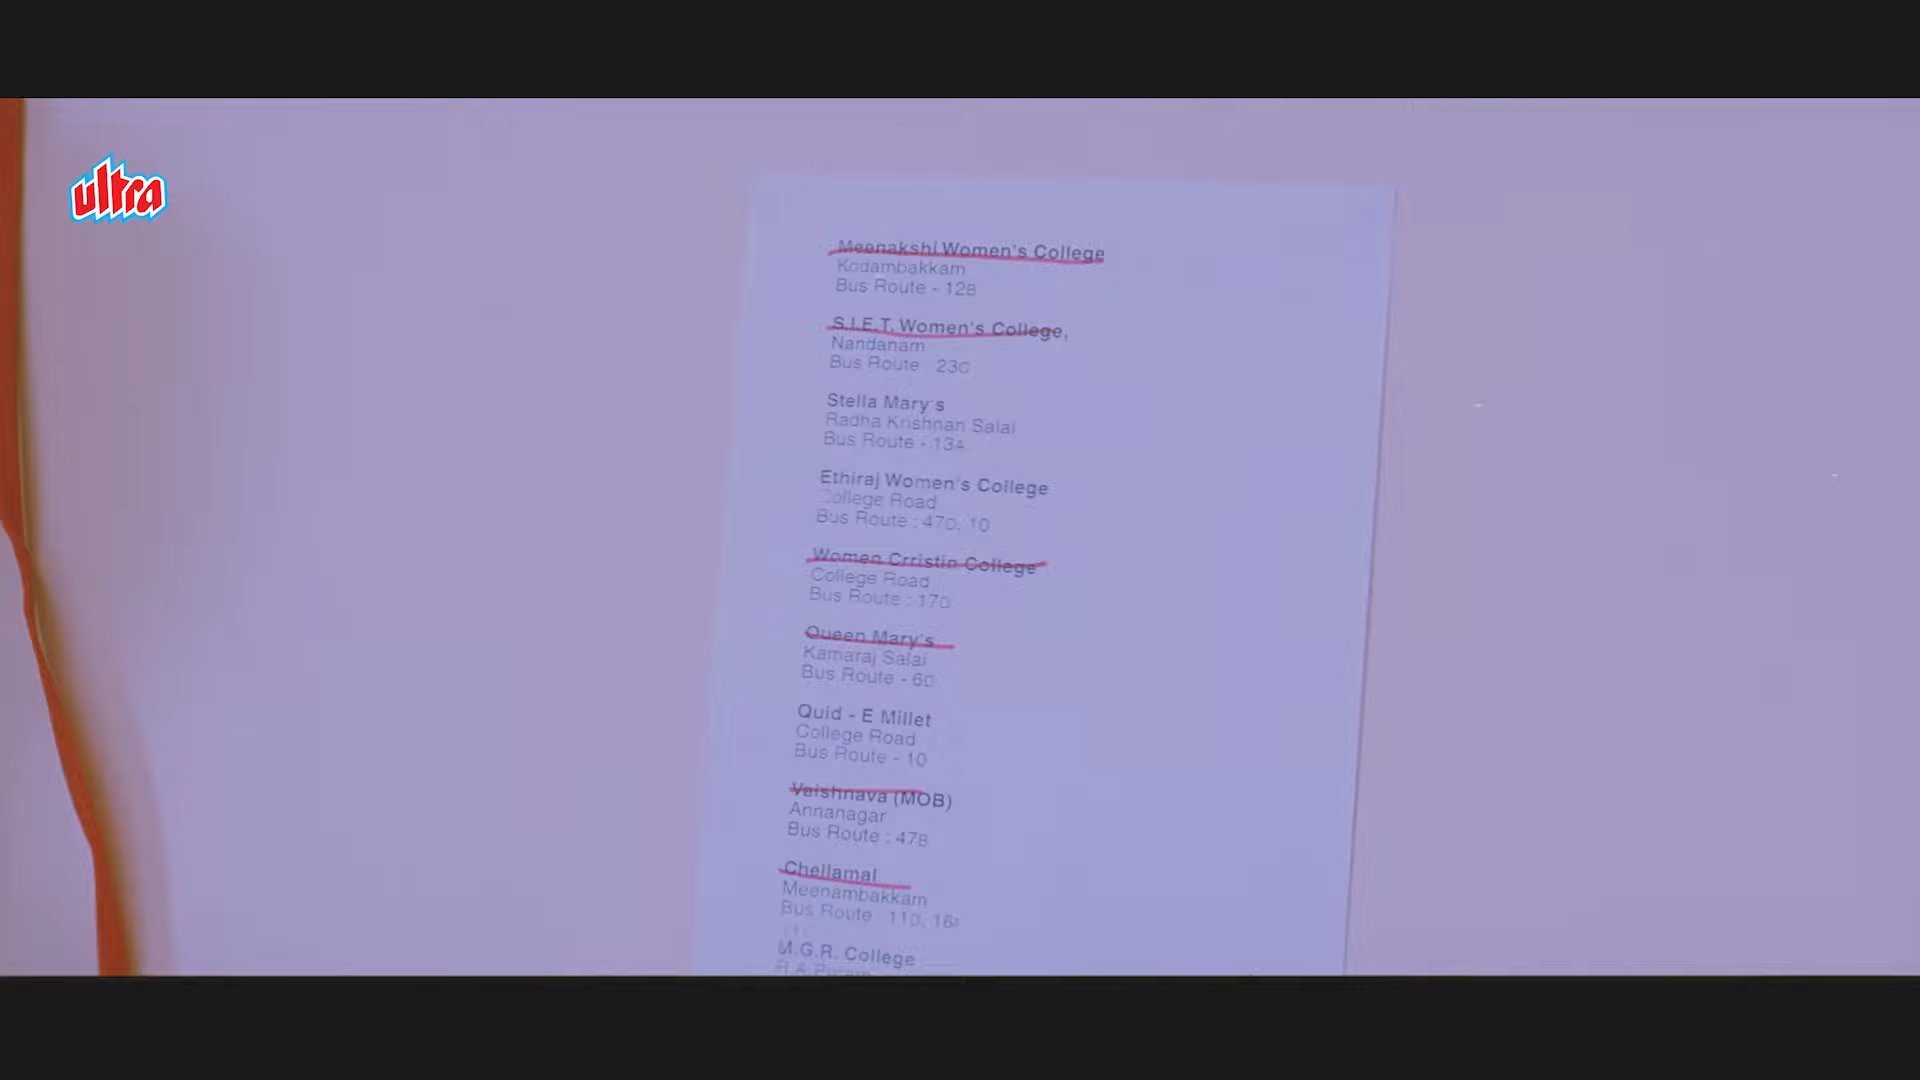 ultra
Meenakshi Women's College
Kodambakkam
Bus Route - 12B
S.I.E.T. Women's College,
Nandanam
Bus Route : 23C
Stella Mary's
Radha Krishnan Salai
Bus Route - 13A
Ethiraj Women's College
College Road
Bus Route : 47D, 10
Women Crristin College
College Road
Bus Route : 17D
Queen Mary's
Kamaraj Salai
Bus Route - 6D
Quid - E Millet
College Road
Bus Route - 10
Vaishnava (MOB)
Annanagar
Bus Route : 47B
Chellamal
Meenambakkam
Bus Route : 11D,
M.G.R. College